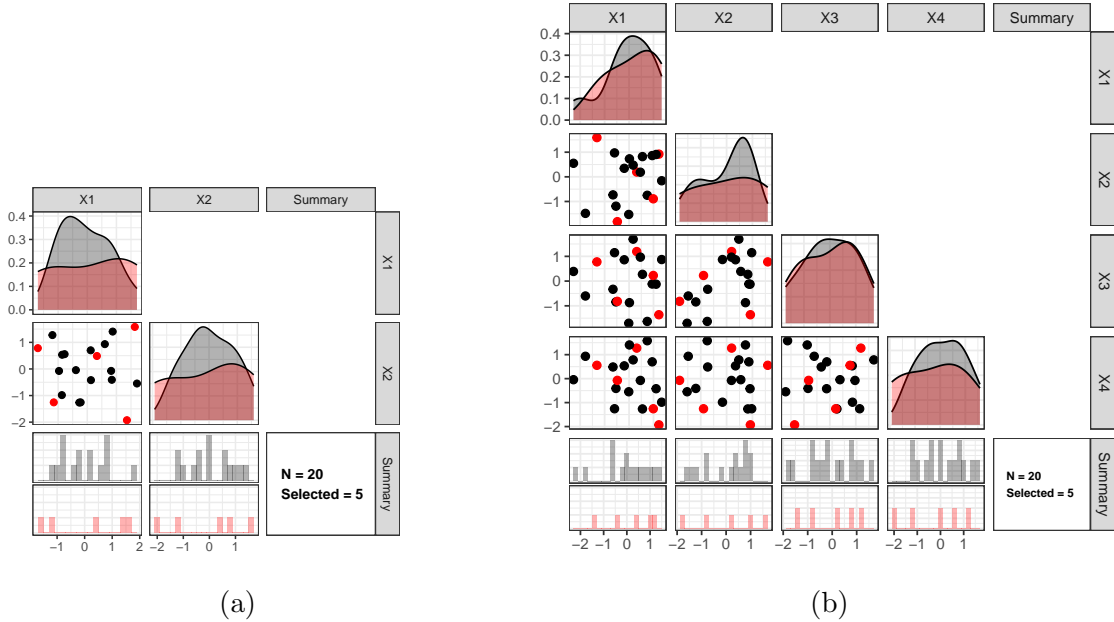 X1 X2 Summary
0.4
0.3
0.2
0.1
0.0
X1
1
0
−1
−2
X2
N = 20
Selected = 5
Summary
−1 0 1 2 −2 −1 0 1
(a)
X1 X2 X3 X4 Summary
0.4
0.3
0.2
0.1
0.0
X1
1
0
−1
X2
1
0
−1
X3
1
0
−1
−2
X4
N = 20
Selected = 5
Summary
−2 −1 0 1 −2 −1 0 1 −2 −1 0 1 −2 −1 0 1
(b)